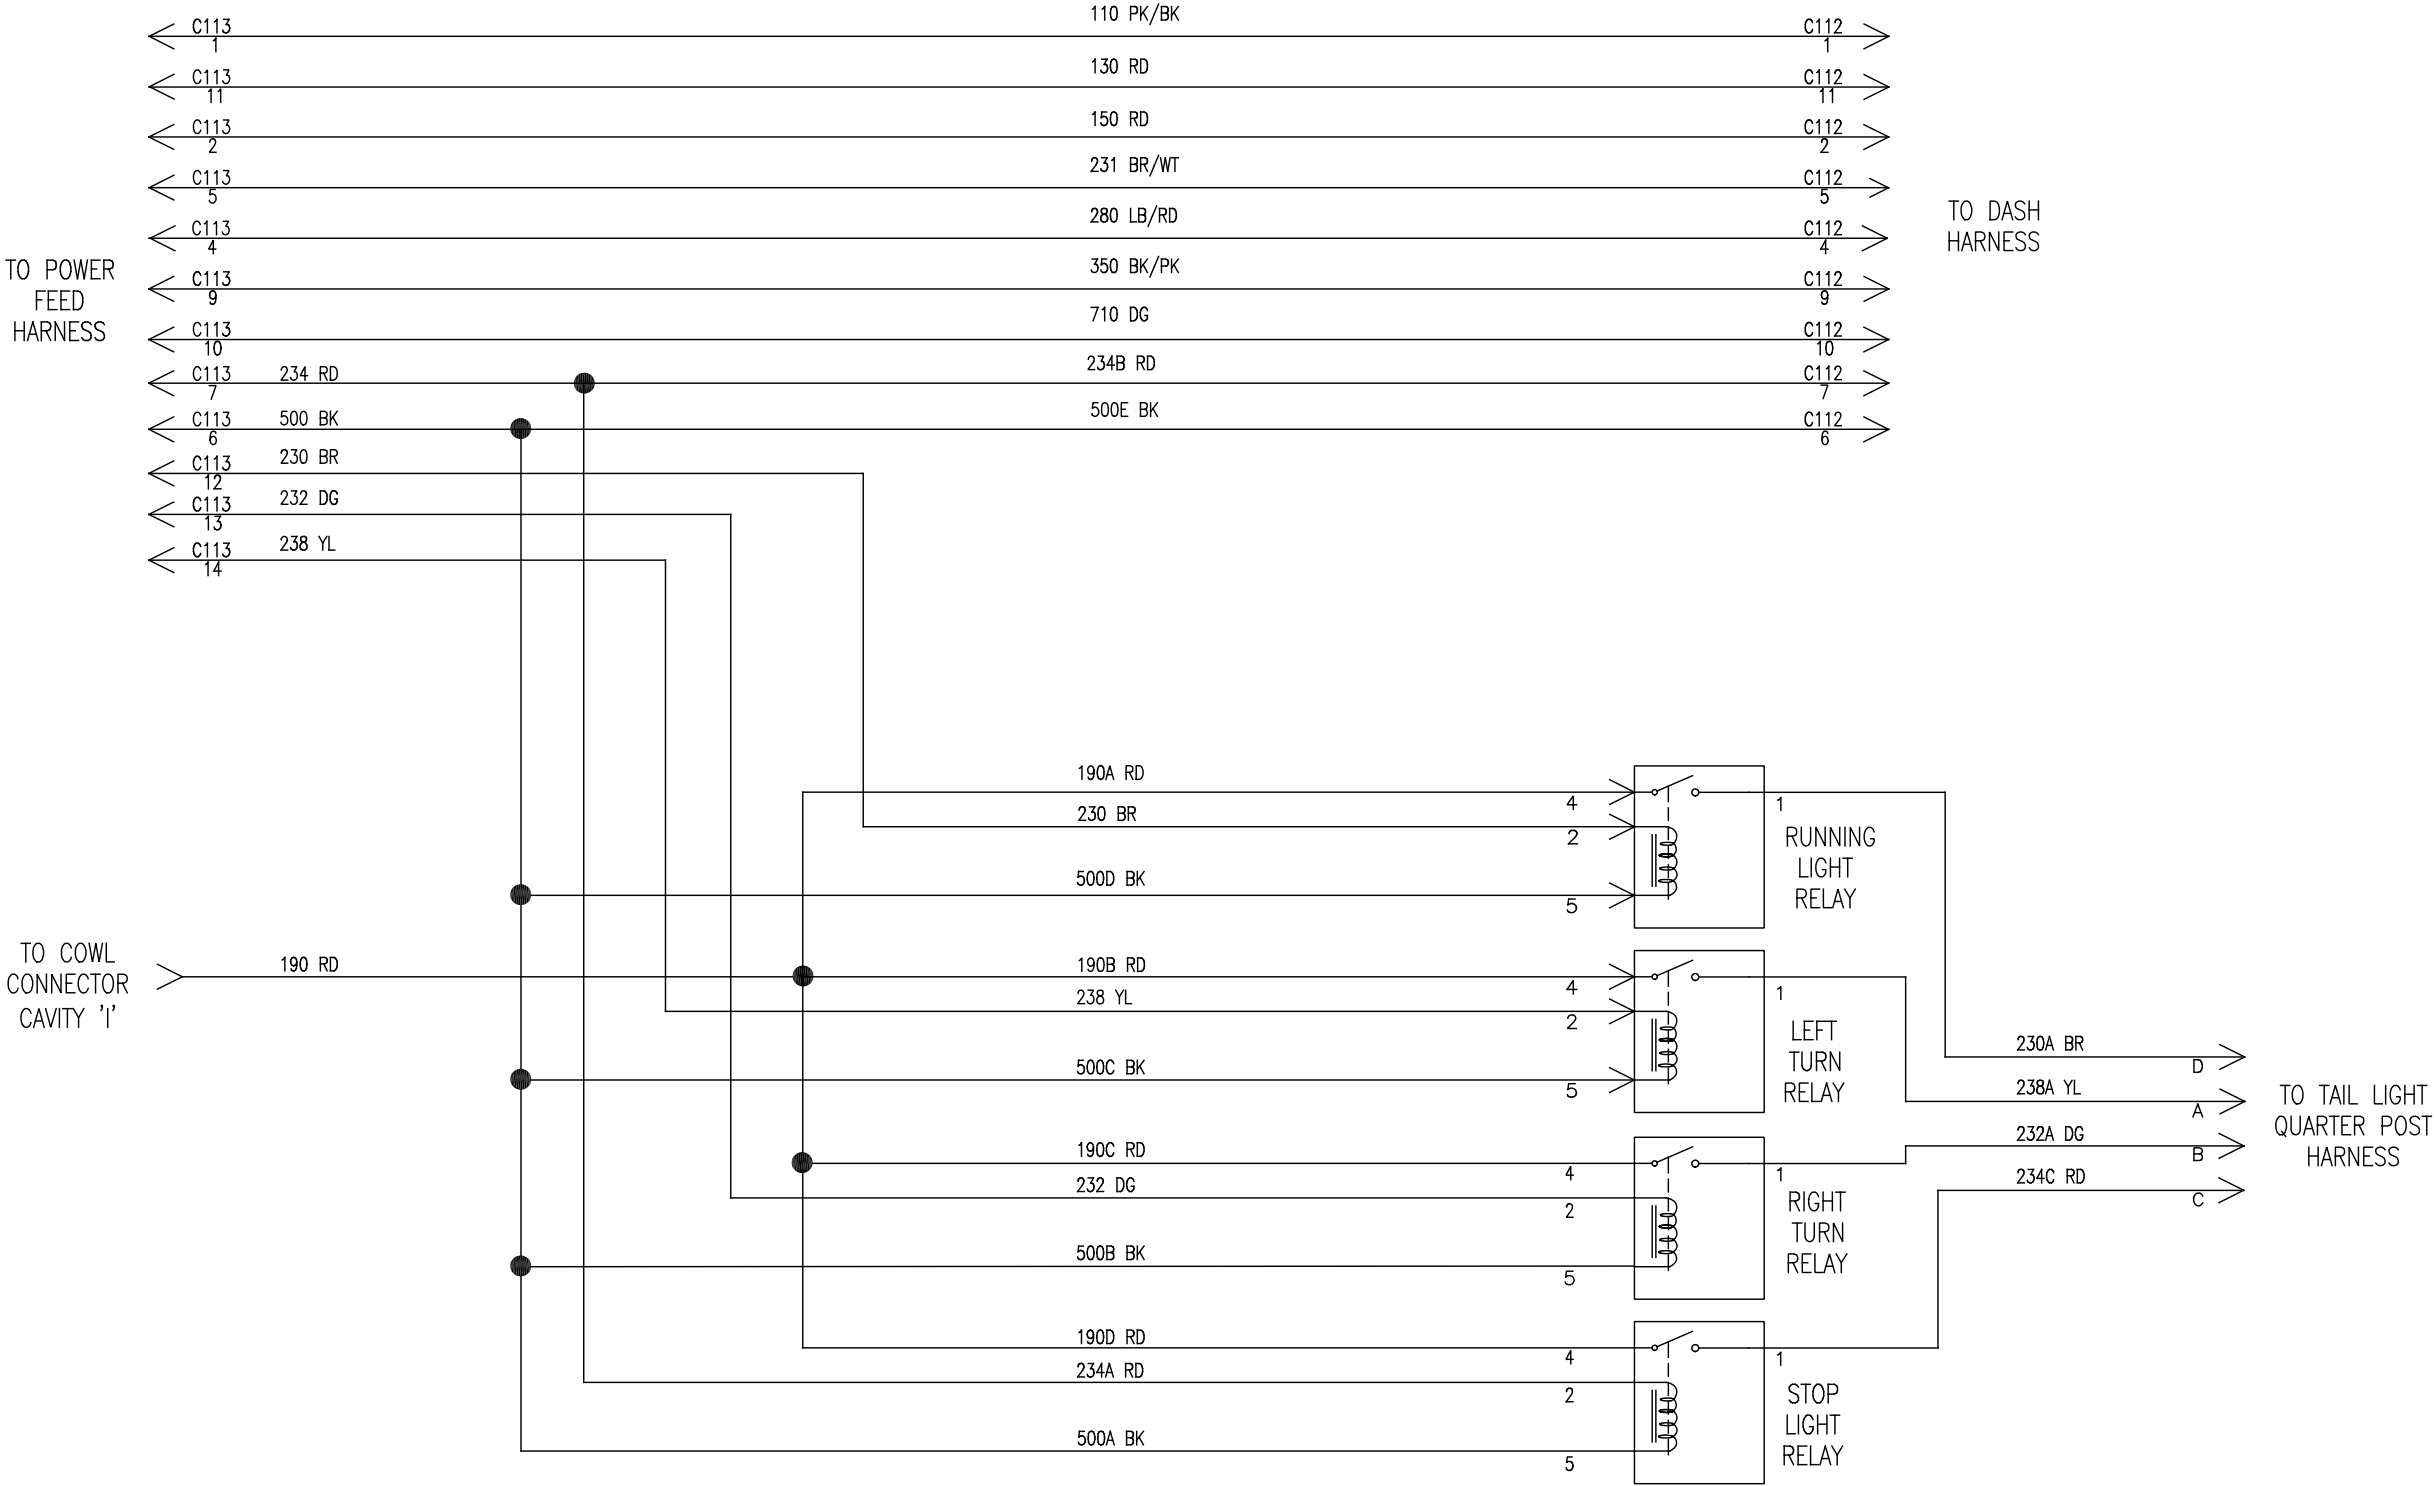 110 PK/BK
C113
1
C112
1
130 RD
C113
11
C112
11
150 RD
C113
2
C112
2
231 BR/WT
C113
5
C112
5
280 LB/RD
C113
4
C112
4
350 BK/PK
C113
9
C112
9
710 DG
C113
10
C112
10
234 RD
234B RD
C113
7
C112
7
500 BK
500E BK
C113
6
C112
6
230 BR
C113
12
232 DG
C113
13
238 YL
C113
14
TO POWER
FEED
HARNESS
TO DASH
HARNESS
190A RD
4
1
230 BR
2
500D BK
5
RUNNING
LIGHT
RELAY
TO COWL
CONNECTOR
CAVITY 'I'
190 RD
190B RD
4
1
238 YL
2
500C BK
5
LEFT
TURN
RELAY
190C RD
4
1
232 DG
2
500B BK
5
RIGHT
TURN
RELAY
190D RD
4
1
234A RD
2
500A BK
5
STOP
LIGHT
RELAY
230A BR
D
238A YL
A
232A DG
B
234C RD
C
TO TAIL LIGHT
QUARTER POST
HARNESS